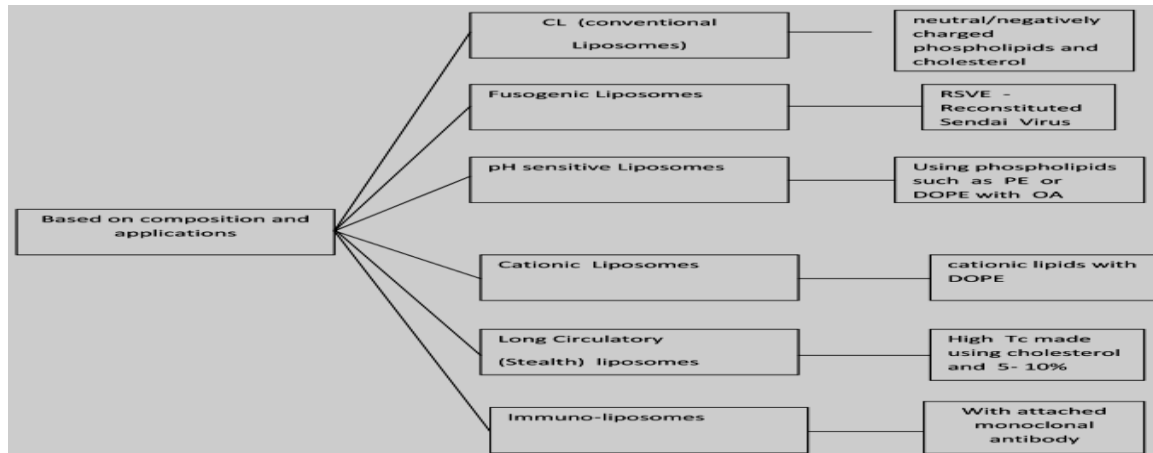 CL (conventional
Liposomes)
neutral/negatively
charged
phospholipids and
cholesterol
Fusogenic Liposomes
RSVE -
Reconstituted
Sendai Virus
pH sensitive Liposomes
Using phospholipids
such as PE or
DOPE with OA
Based on composition and
applications
Cationic Liposomes
cationic lipids with
DOPE
Long Circulatory
(Stealth) liposomes
High Tc made
using cholesterol
and 5- 10%
Immuno-liposomes
With attached
monoclonal
antibody